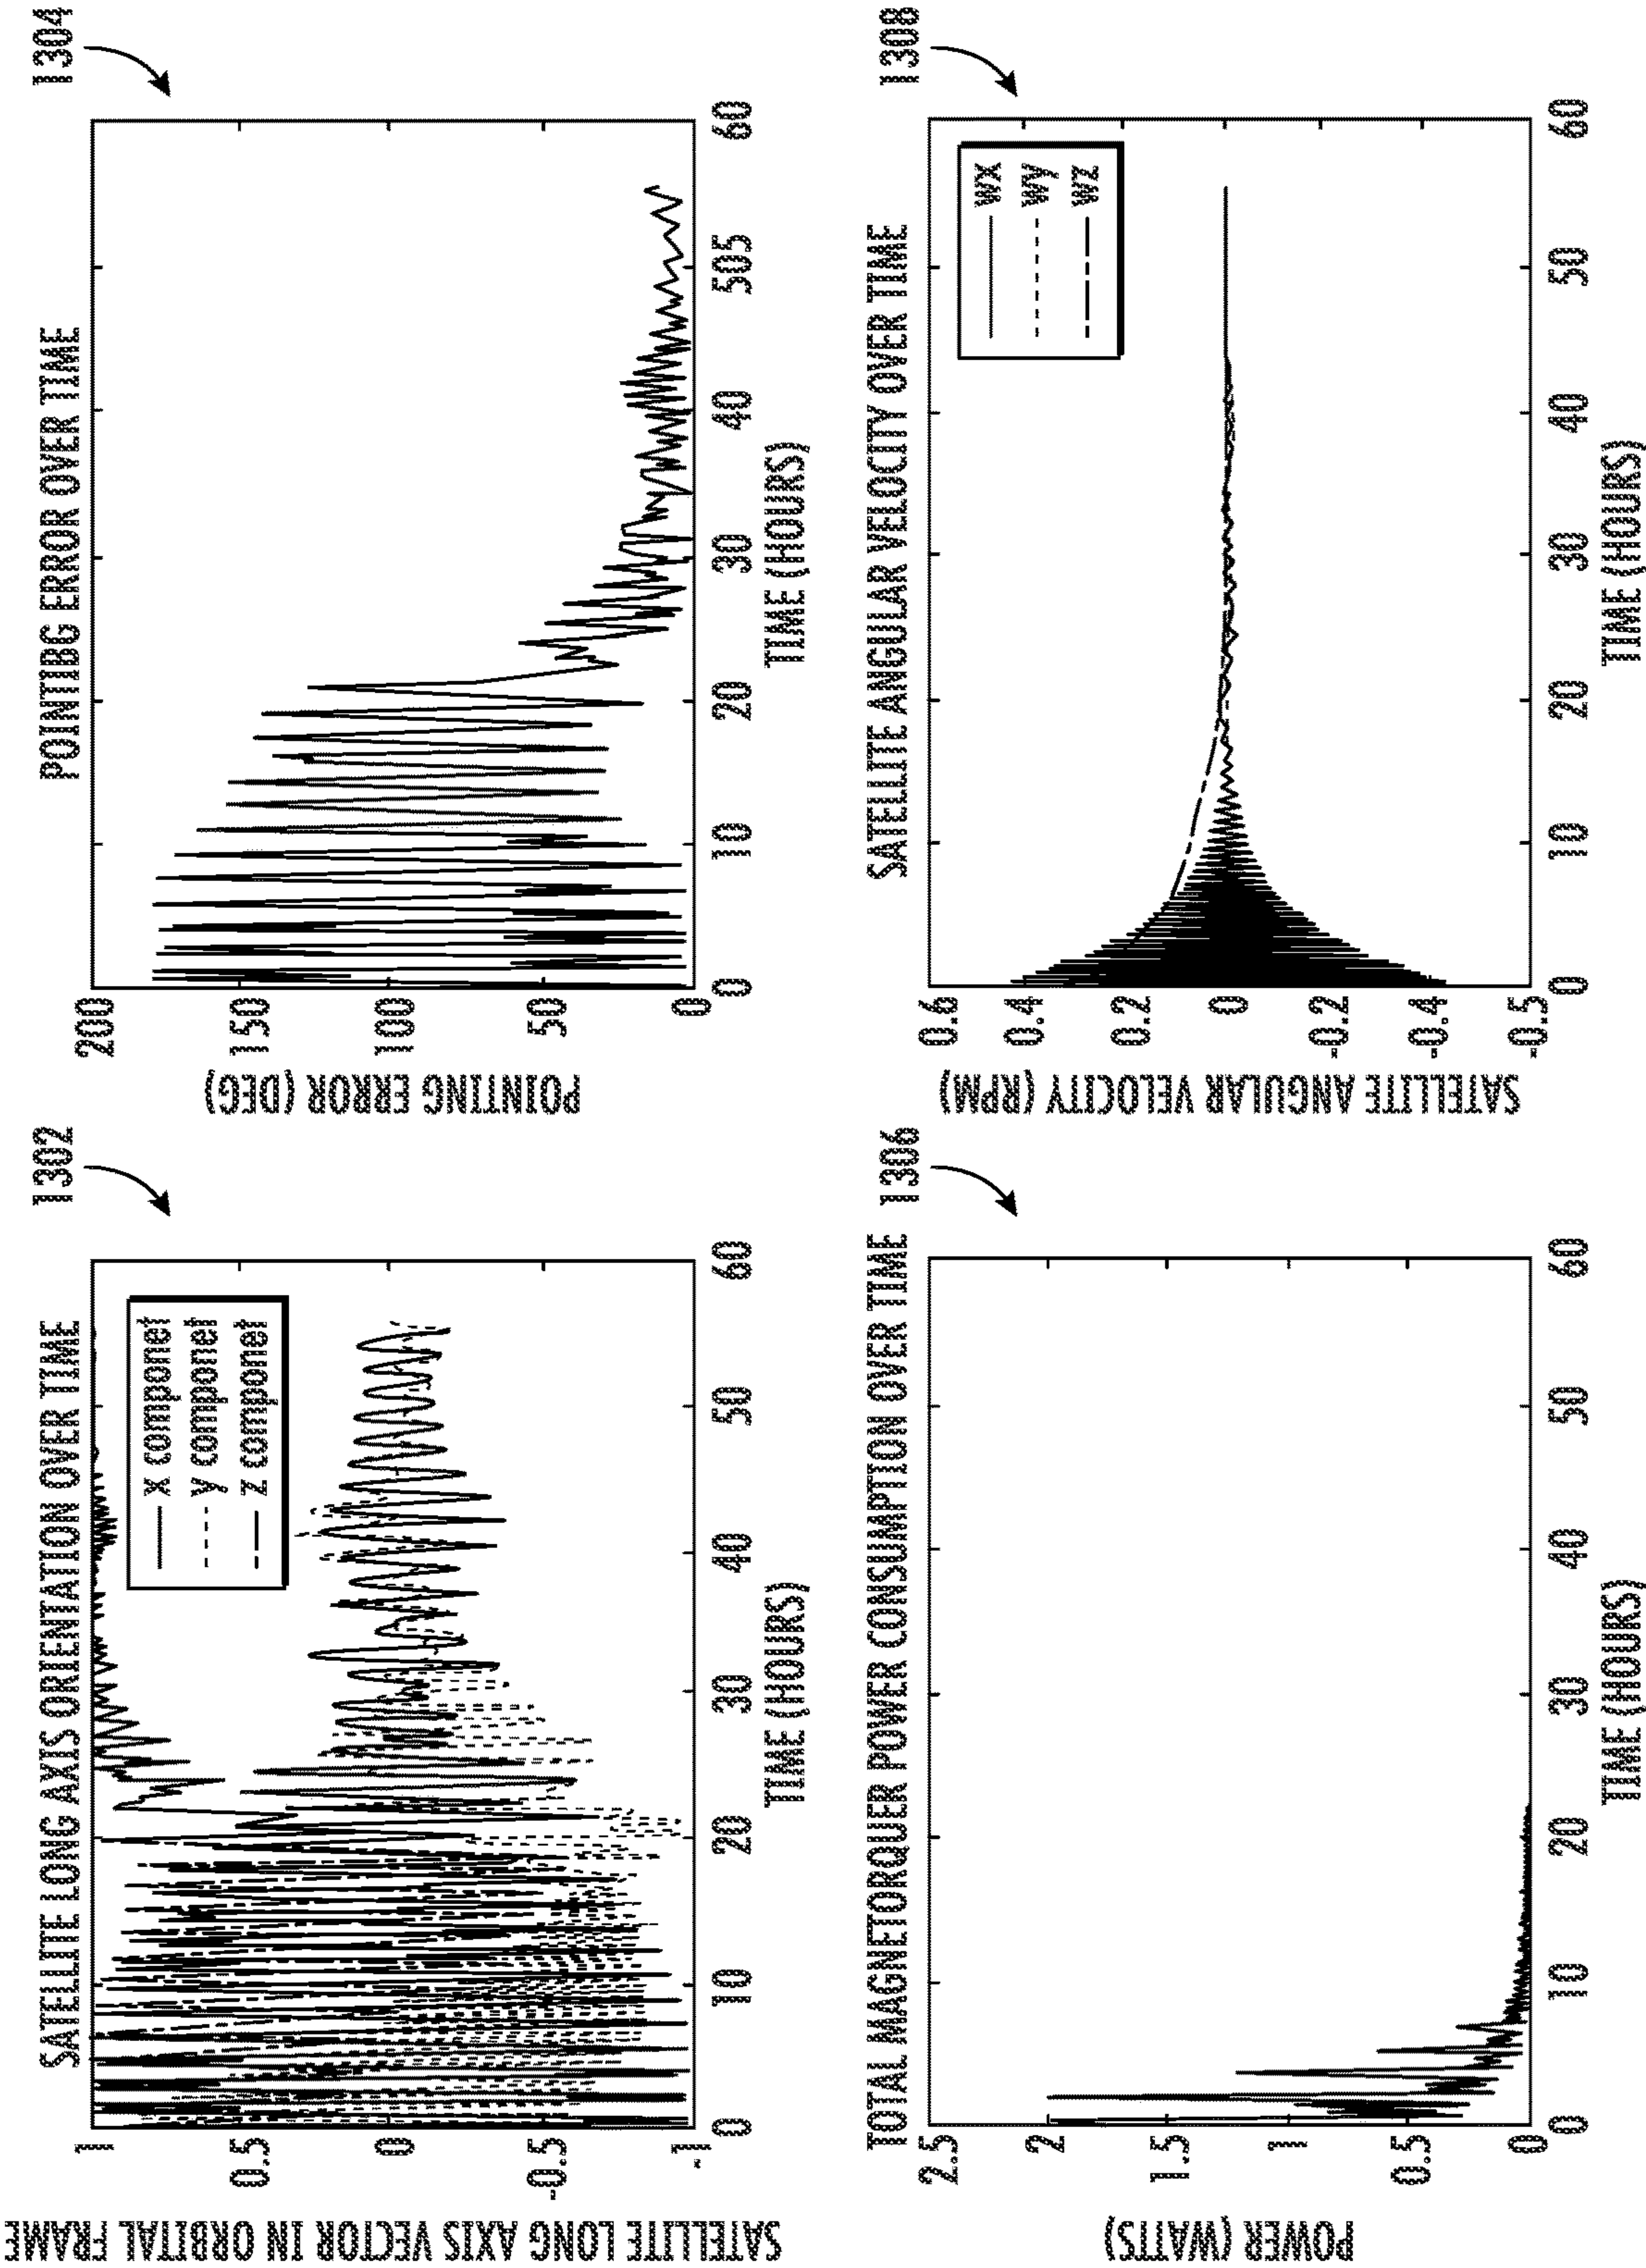 1302
SATELLITE LONG AXIS ORIENTATION OVER TIME
SATELLITE LONG AXIS VECTOR IN ORBITAL FRAME
1
0.5
0
-0.5
-1
x componet
y componet
z componet
0 10 20 30 40 50 60
TIME (HOURS)
1304
POINTIBG ERROR OVER TIME
POINTING ERROR (DEG)
200
150
100
50
0
0 10 20 30 40 505 60
TIME (HOURS)
1306
TOTAL MAGNETORQUER POWER CONSUMPTION OVER TIME
POWER (WATTS)
2.5
2
1.5
1
0.5
0
0 10 20 30 40 50 60
TIME (HOURS)
1308
SATELLITE ANGULAR VELOCITY OVER TIME
SATELLITE ANGULAR VELOCITY (RPM)
0.6
0.4
0.2
0
-0.2
-0.4
-0.5
wx
wy
wz
0 10 20 30 40 50 60
TIME (HOURS)